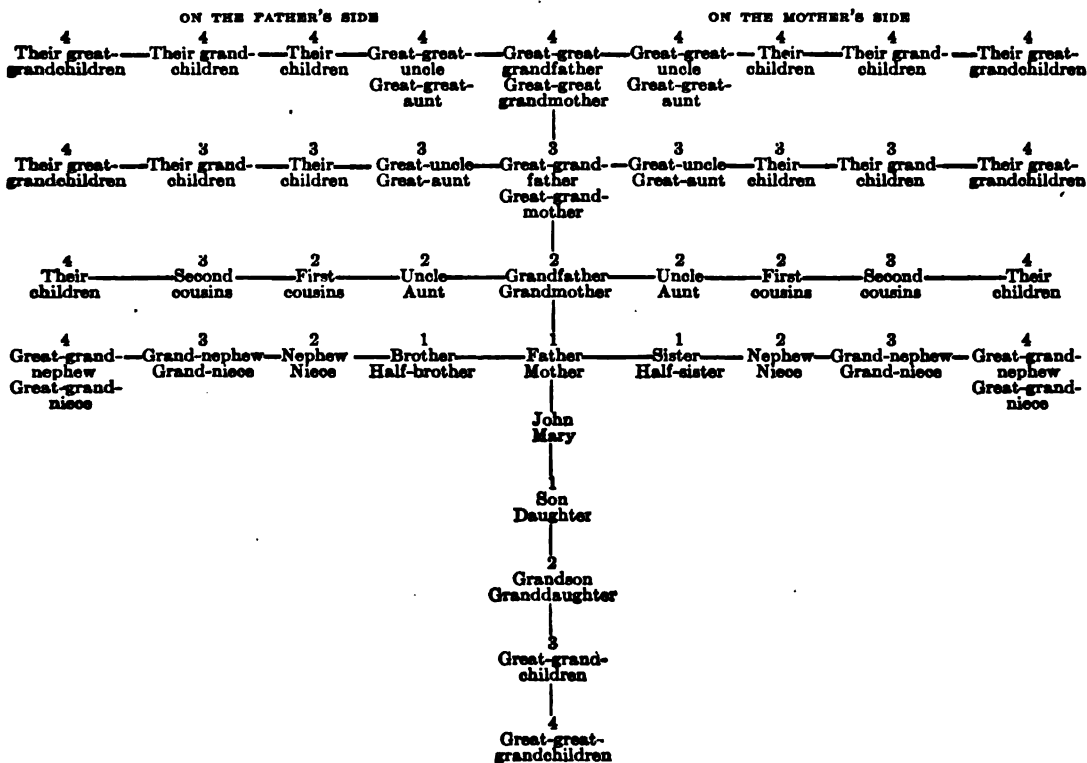 ON THE FATHER'S SIDE ON THE MOTHER'S SIDE
4 4 4 4 4 4 4 4 4
Their great- Their grand- Their Great-great- Great-great Great-great- Their Their grand- Their great-
grandchildren children children uncle grandfather uncle children children grandchildren
Great-great- Great-great Great-great-
aunt grandmother aunt
4 3 3 3 3 3 3 3 4
Their great- Their grand- Their Great-uncle Great-grand- Great-uncle Their Their grand- Their great-
grandchildren children children Great-aunt father Great-aunt children children grandchildren
Great-grand-
mother
4 3 2 2 2 2 2 3 4
Their Second First Uncle Grandfather Uncle First Second Their
children cousins cousins Aunt Grandmother Aunt cousins cousins children
4 3 2 1 1 1 2 3 4
Great-grand- Grand-nephew Nephew Brother Father Sister Nephew Grand-nephew Great-grand-
nephew Grand-niece Niece Half-brother Mother Half-sister Niece Grand-niece nephew
Great-grand- Great-grand-
niece niece
John
Mary
1
Son
Daughter
2
Grandson
Granddaughter
3
Great-grand-
children
4
Great-great-
grandchildren